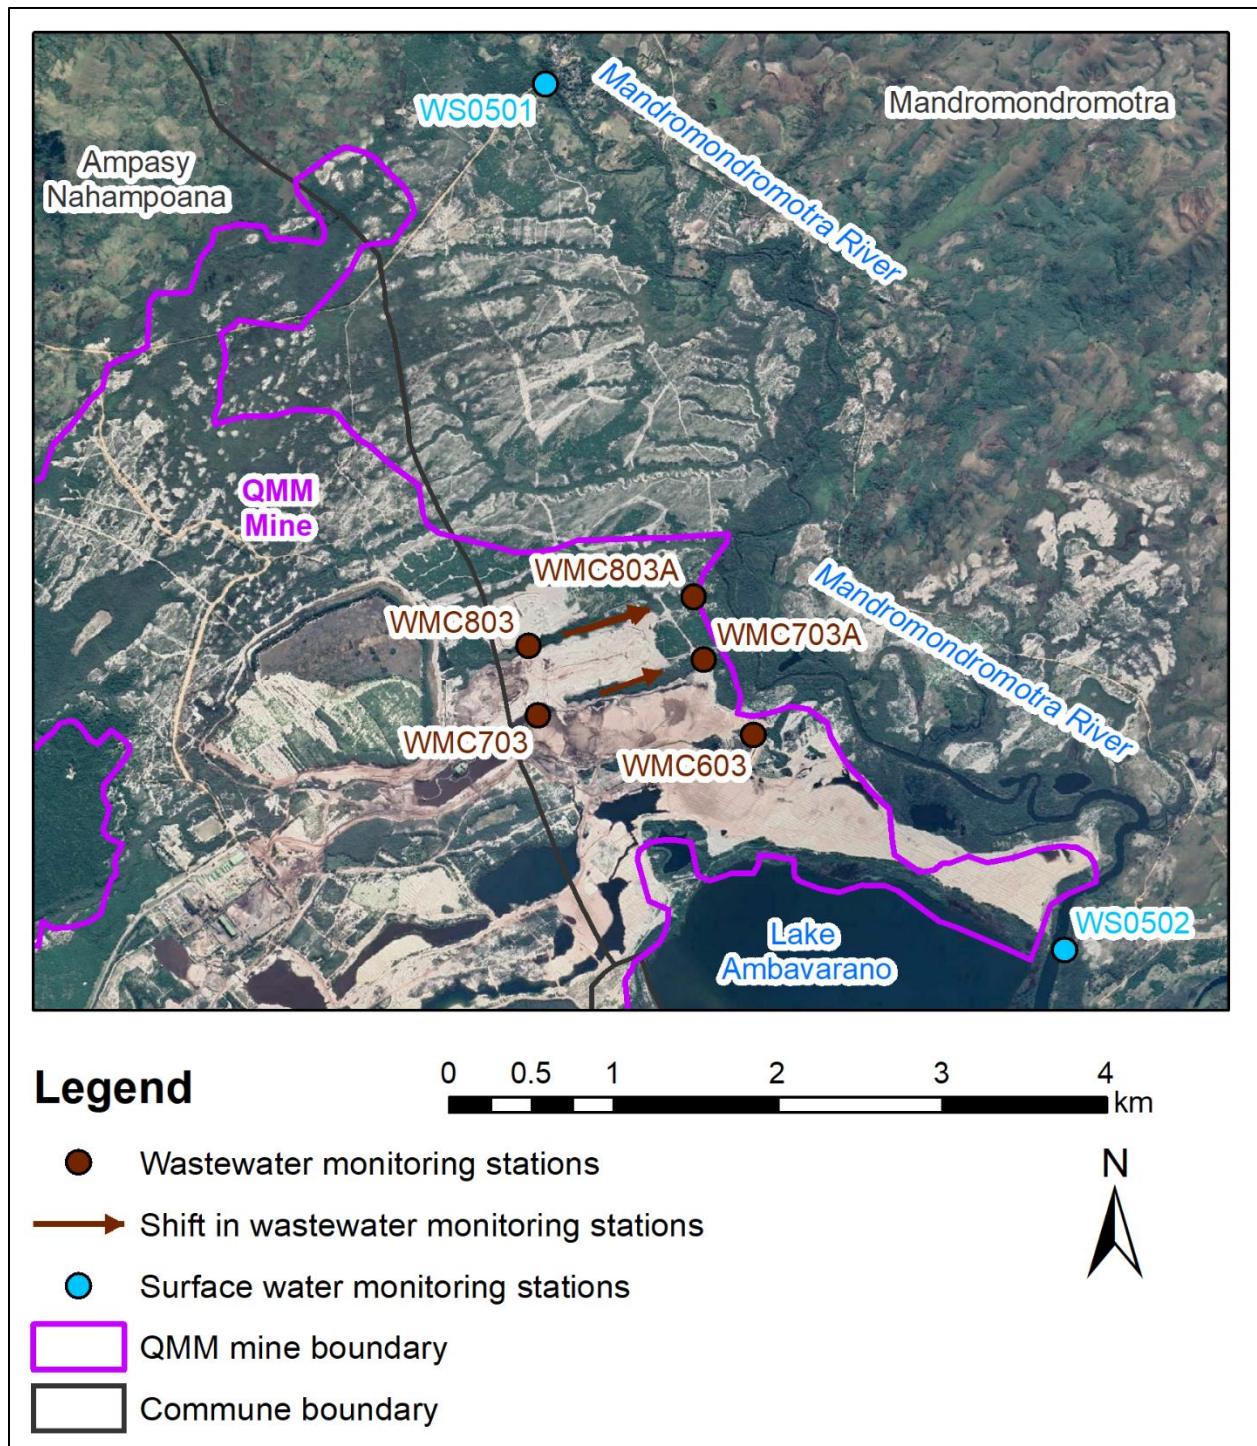 WS0501
Mandromondromotra River
Mandromondromotra
Ampasy
Nahampoana
QMM
Mine
WMC803A
Mandromondromotra River
WMC803
WMC703A
WMC703
WMC603
WS0502
Lake
Ambavarano
Legend
0 0.5 1 2 3 4
km
Wastewater monitoring stations
N
Shift in wastewater monitoring stations
Surface water monitoring stations
QMM mine boundary
Commune boundary